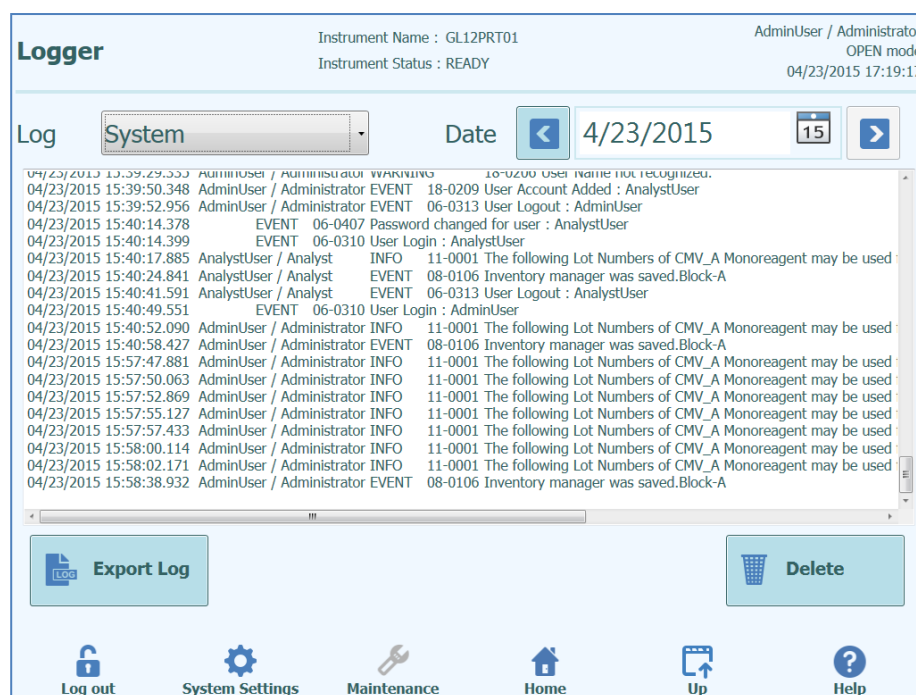 Logger
Instrument Name : GL12PRT01
Instrument Status : READY
AdminUser / Administrato
OPEN mode
04/23/2015 17:19:17
Log System Date 4/23/2015 15
04/23/2015 15:39:29.335 AdminUser / Administrator WARNING 18-0206 User Name not recognized.
04/23/2015 15:39:50.348 AdminUser / Administrator EVENT 18-0209 User Account Added : AnalystUser
04/23/2015 15:39:52.956 AdminUser / Administrator EVENT 06-0313 User Logout : AdminUser
04/23/2015 15:40:14.378 EVENT 06-0407 Password changed for user : AnalystUser
04/23/2015 15:40:14.399 EVENT 06-0310 User Login : AnalystUser
04/23/2015 15:40:17.885 AnalystUser / Analyst INFO 11-0001 The following Lot Numbers of CMV_A Monoreagent may be used
04/23/2015 15:40:24.841 AnalystUser / Analyst EVENT 08-0106 Inventory manager was saved.Block-A
04/23/2015 15:40:41.591 AnalystUser / Analyst EVENT 06-0313 User Logout : AnalystUser
04/23/2015 15:40:49.551 EVENT 06-0310 User Login : AdminUser
04/23/2015 15:40:52.090 AdminUser / Administrator INFO 11-0001 The following Lot Numbers of CMV_A Monoreagent may be used
04/23/2015 15:40:58.427 AdminUser / Administrator EVENT 08-0106 Inventory manager was saved.Block-A
04/23/2015 15:57:47.881 AdminUser / Administrator INFO 11-0001 The following Lot Numbers of CMV_A Monoreagent may be used
04/23/2015 15:57:50.063 AdminUser / Administrator INFO 11-0001 The following Lot Numbers of CMV_A Monoreagent may be used
04/23/2015 15:57:52.869 AdminUser / Administrator INFO 11-0001 The following Lot Numbers of CMV_A Monoreagent may be used
04/23/2015 15:57:55.127 AdminUser / Administrator INFO 11-0001 The following Lot Numbers of CMV_A Monoreagent may be used
04/23/2015 15:57:57.433 AdminUser / Administrator INFO 11-0001 The following Lot Numbers of CMV_A Monoreagent may be used
04/23/2015 15:58:00.114 AdminUser / Administrator INFO 11-0001 The following Lot Numbers of CMV_A Monoreagent may be used
04/23/2015 15:58:02.171 AdminUser / Administrator INFO 11-0001 The following Lot Numbers of CMV_A Monoreagent may be used
04/23/2015 15:58:38.932 AdminUser / Administrator EVENT 08-0106 Inventory manager was saved.Block-A
LOG Export Log Delete
Log out System Settings Maintenance Home Up Help